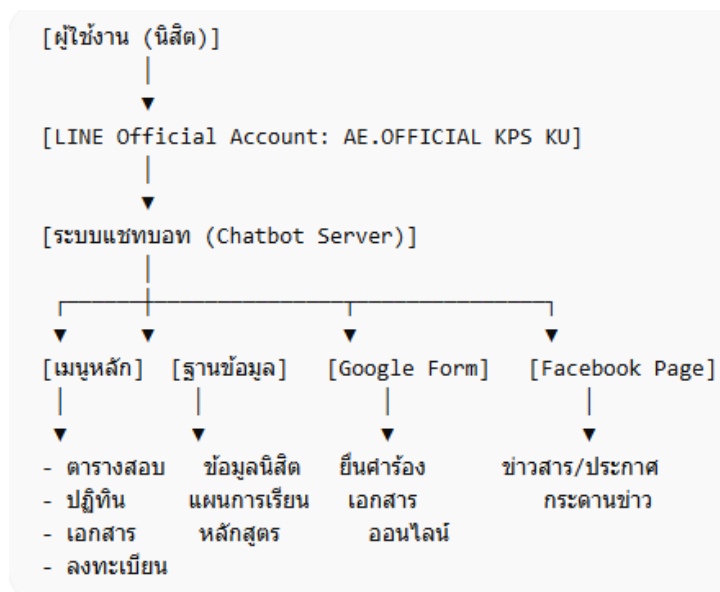 [ผู้ใช้งาน (นิสิต)]
[LINE Official Account: AE.OFFICIAL KPS KU]
[ระบบแชทบอท (Chatbot Server)]
[เมนูหลัก] [ฐานข้อมูล] [Google Form] [Facebook Page]
- ตารางสอบ ข้อมูลนิสิต ยื่นคำร้อง ข่าวสาร/ประกาศ
- ปฏิทิน แผนการเรียน เอกสาร กระดานข่าว
- เอกสาร หลักสูตร ออนไลน์
- ลงทะเบียน